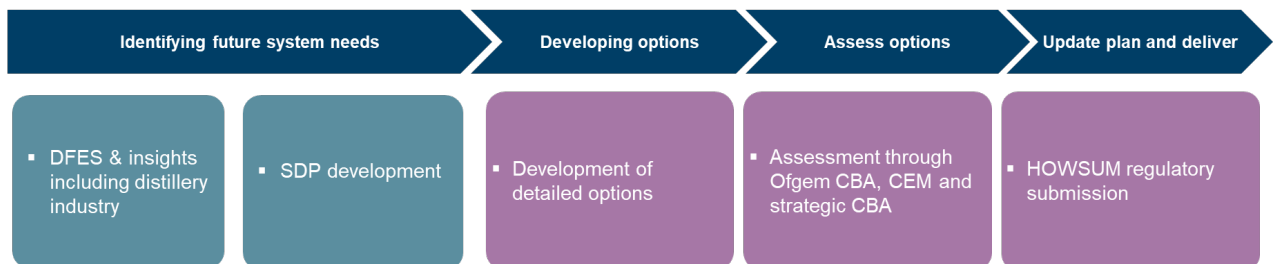 Identifying future system needs
Developing options
Assess options
Update plan and deliver
▪ DFES & insights
including distillery
industry
▪ SDP development
▪ Development of
detailed options
▪ Assessment through
Ofgem CBA, CEM and
strategic CBA
▪ HOWSUM regulatory
submission